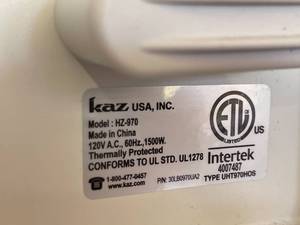 kaz USA, INC.
Model : HZ-970
Made in China
120V A.C., 60Hz.,1500W.
Thermally Protected
CONFORMS TO UL STD. UL1278
1-800-477-0457
www.kaz.com
P/N: 30LB0970UA2
ETL
US
Intertek
4007487
TYPE UHT970HOS